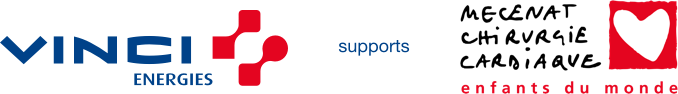 VINCI
ENERGIES
supports
MECENAT
CHIRURGIE
CARDIAQUE
enfants du monde